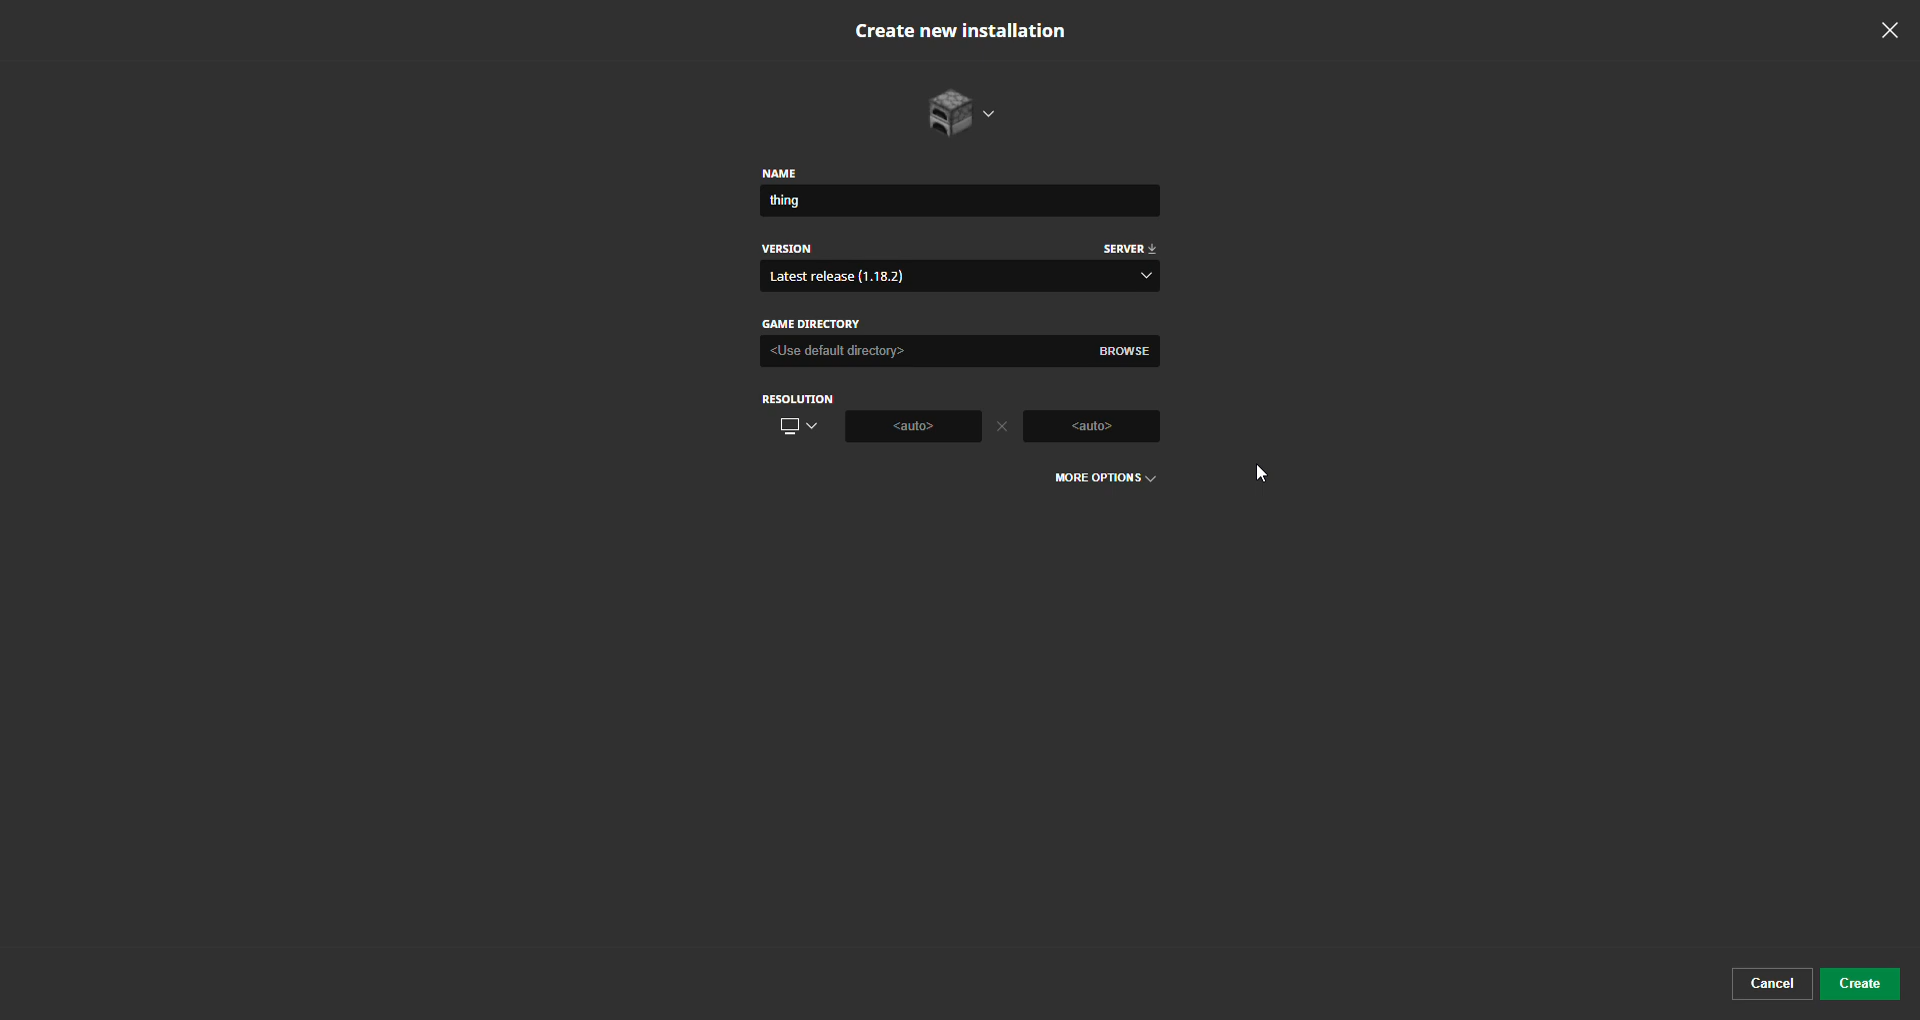 Create new installation
NAME
thing
VERSION
SERVER
Latest release (1.18.2)
GAME DIRECTORY
<Use default directory>
BROWSE
RESOLUTION
<auto>
<auto>
MORE OPTIONS
Cancel
Create